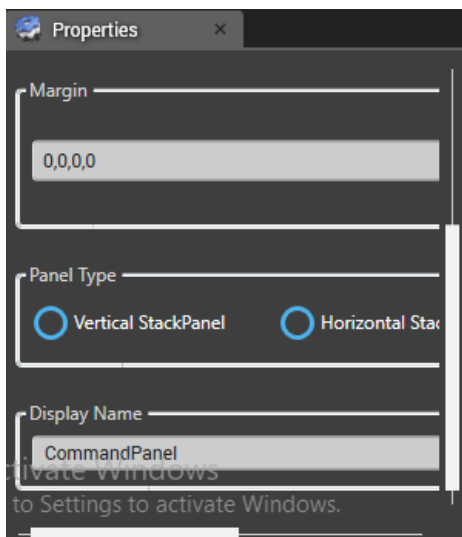 Properties ×
Margin
0,0,0,0
Panel Type
Vertical StackPanel Horizontal Stac
Display Name
CommandPanel
ctivate Windows
to Settings to activate Windows.